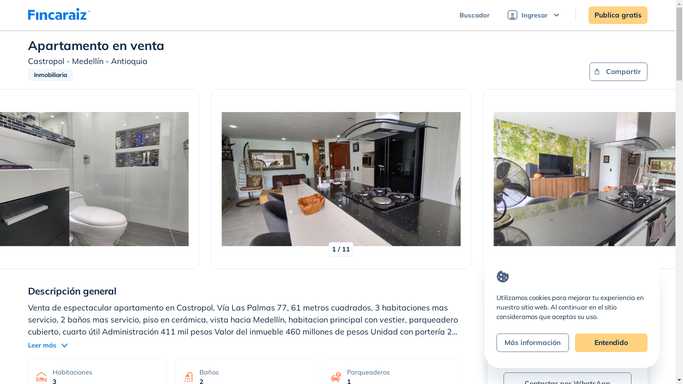 Fincaraiz
Buscador
Ingresar
Publica gratis
Apartamento en venta
Castropol - Medellín - Antioquia
Inmobiliaria
Compartir
1 / 11
Descripción general
Venta de espectacular apartamento en Castropol. Vía Las Palmas 77, 61 metros cuadrados, 3 habitaciones mas
servicio, 2 baños mas servicio, piso en cerámica, vista hacia Medellín, habitacion principal con vestier, parqueadero
cubierto, cuarto útil Administración 411 mil pesos Valor del inmueble 460 millones de pesos Unidad con portería 2...
Leer más
Habitaciones
3
Baños
2
Parqueaderos
1
Utilizamos cookies para mejorar tu experiencia en
nuestro sitio web. Al continuar en el sitio
consideramos que aceptas su uso.
Más información
Entendido
Contactar por WhatsApp